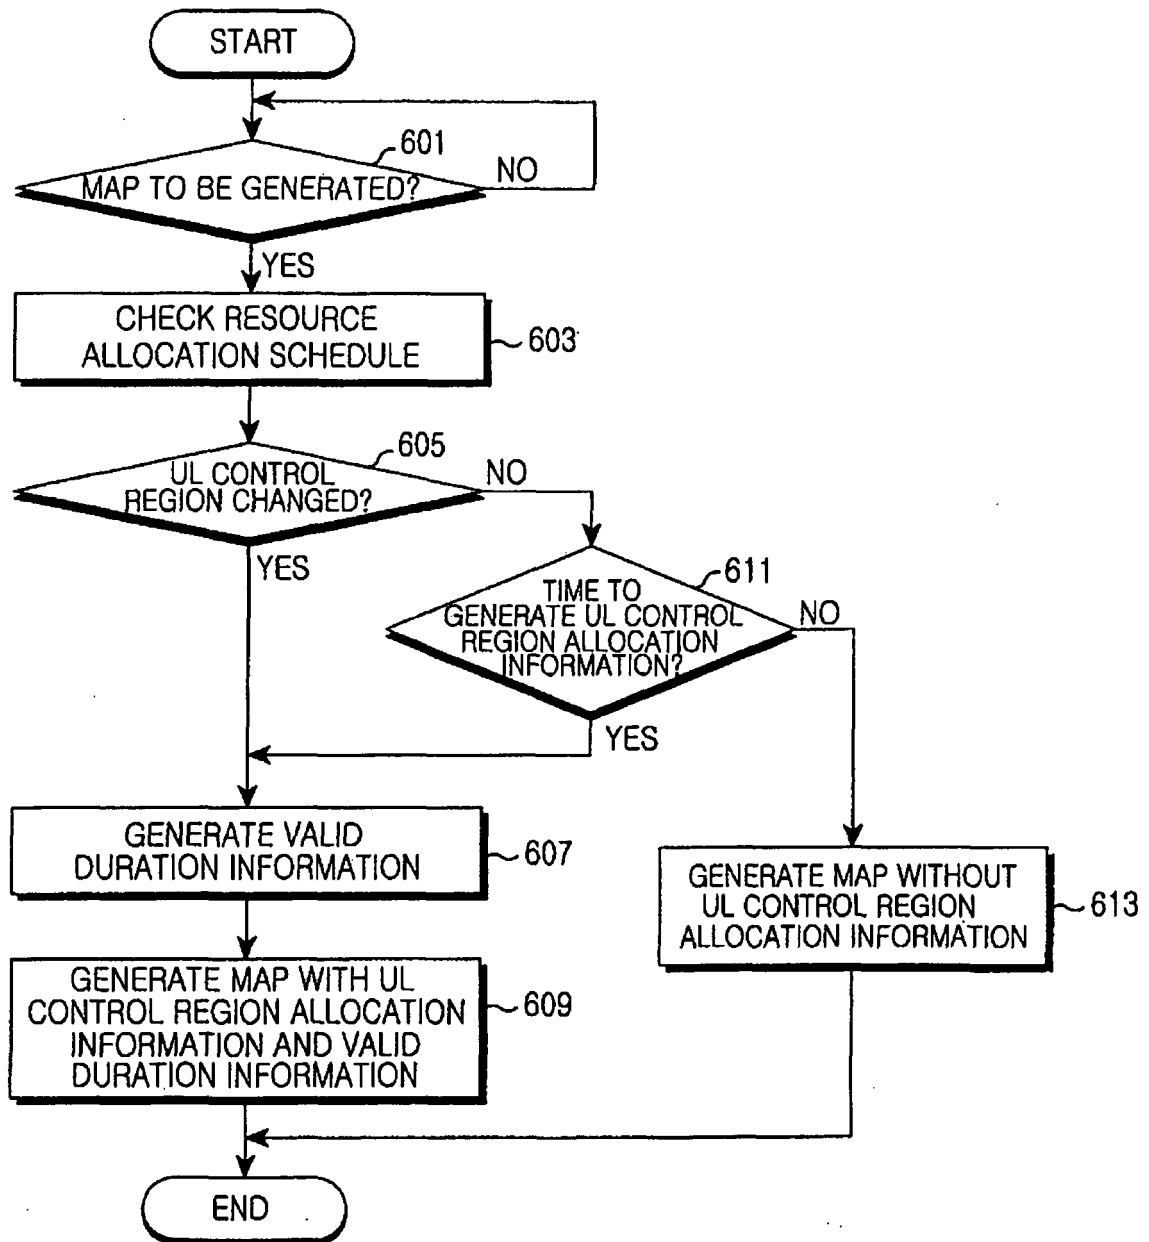 START
601
MAP TO BE GENERATED?
NO
YES
CHECK RESOURCE
ALLOCATION SCHEDULE
603
605
UL CONTROL
REGION CHANGED?
NO
YES
611
TIME TO
GENERATE UL CONTROL
REGION ALLOCATION
INFORMATION?
NO
YES
GENERATE VALID
DURATION INFORMATION
607
GENERATE MAP WITHOUT
UL CONTROL REGION
ALLOCATION INFORMATION
613
GENERATE MAP WITH UL
CONTROL REGION ALLOCATION
INFORMATION AND VALID
DURATION INFORMATION
609
END